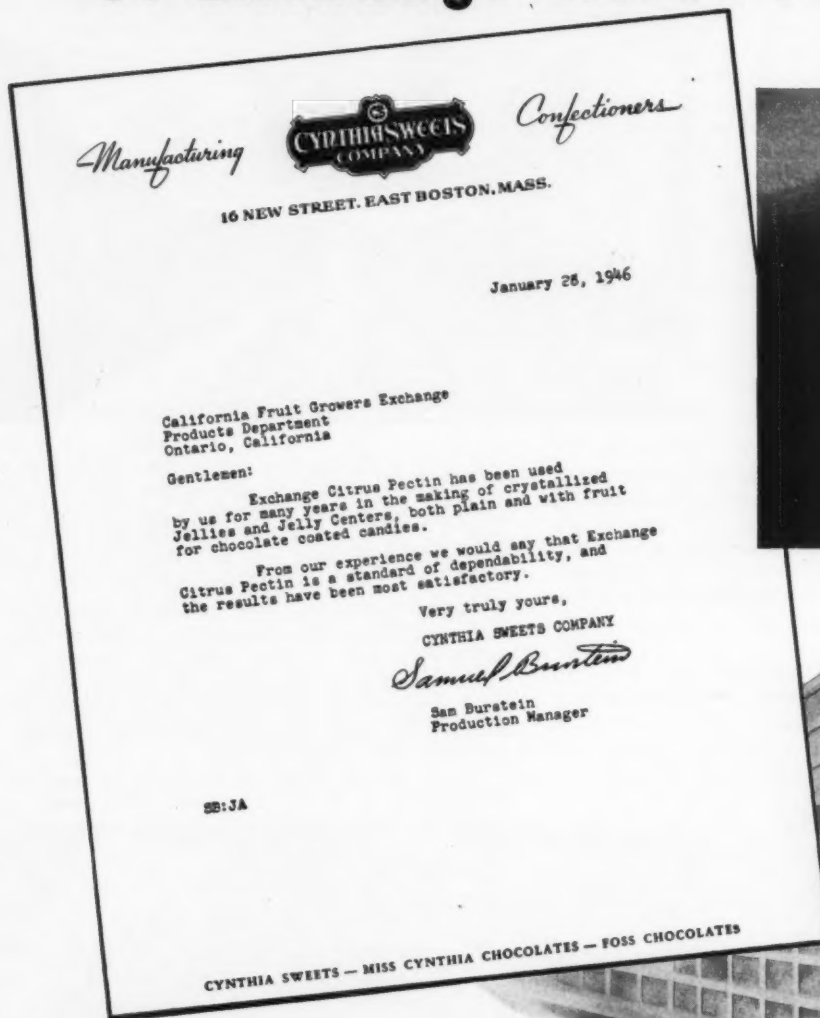 Manufacturing
CYNTHIA SWEETS
COMPANY
Confectioners
16 NEW STREET. EAST BOSTON, MASS.
January 28, 1946
California Fruit Growers Exchange
Products Department
Ontario, California
Gentlemen:
Exchange Citrus Pectin has been used
by us for many years in the making of crystallized
Jellies and Jelly Centers, both plain and with fruit
for chocolate coated candies.
From our experience we would say that Exchange
Citrus Pectin is a standard of dependability, and
the results have been most satisfactory.
Very truly yours,
CYNTHIA SWEETS COMPANY
Samuel Burstein
Sam Burstein
Production Manager
SB:JA
CYNTHIA SWEETS — MISS CYNTHIA CHOCOLATES — FOSS CHOCOLATES